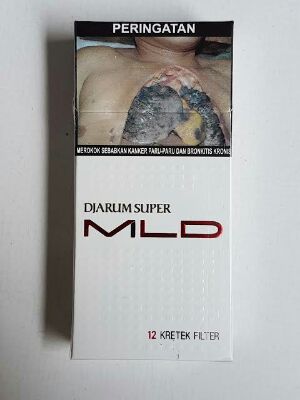 PERINGATAN
MEROKOK SEBABKAN KANKER PARU-PARU DAN BRONKITIS KRONIS
DJARUM SUPER
MLD
12 KRETEK FILTER